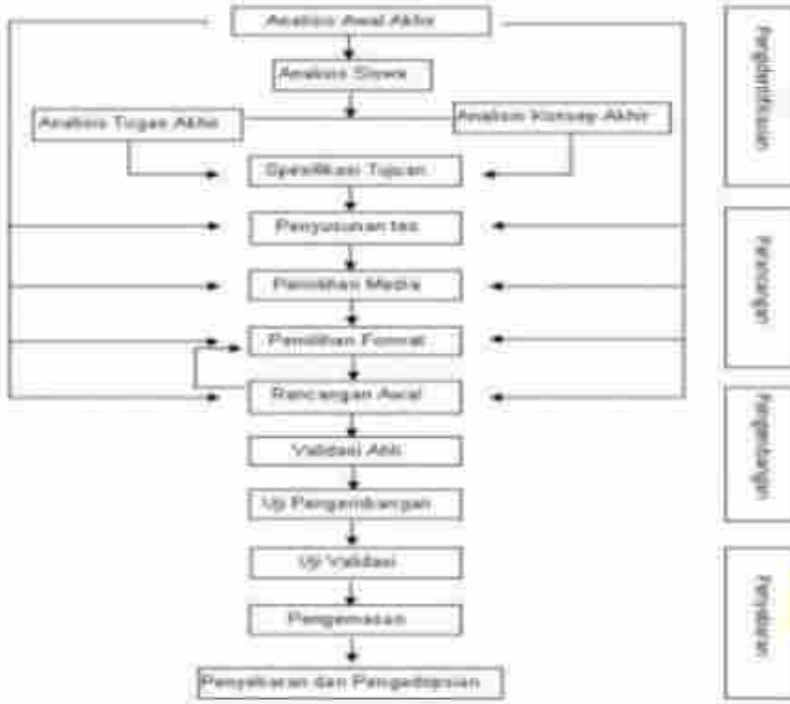 Analisis Awal Akhir
Analisis Siswa
Analisis Tugas Akhir
Analisis Konsep Akhir
Spesifikasi Tujuan
Penyusunan tes
Pemilihan Media
Pemilihan Format
Rancangan Awal
Validasi Ahli
Uji Pengembangan
Uji Validasi
Pengemasan
Penyebaran dan Pengadopsian
Pengidentifikasian
Perancangan
Pengembangan
Penyebaran